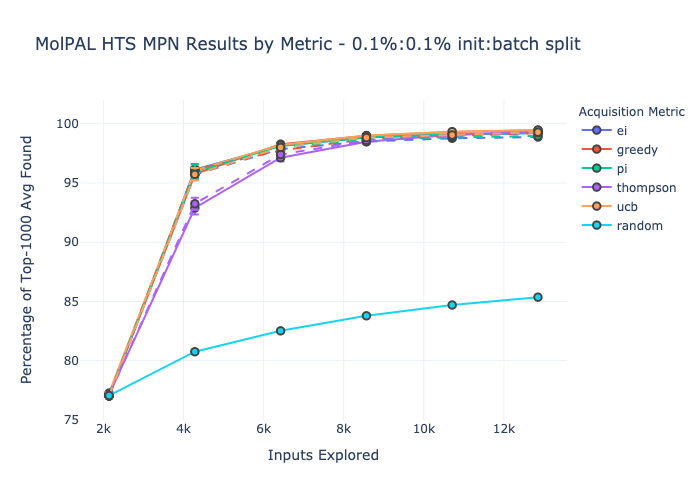 MolPAL HTS MPN Results by Metric - 0.1%:0.1% init:batch split
Percentage of Top-1000 Avg Found
100
95
90
85
80
75
2k
4k
6k
8k
10k
12k
Inputs Explored
Acquisition Metric
ei
greedy
pi
thompson
ucb
random